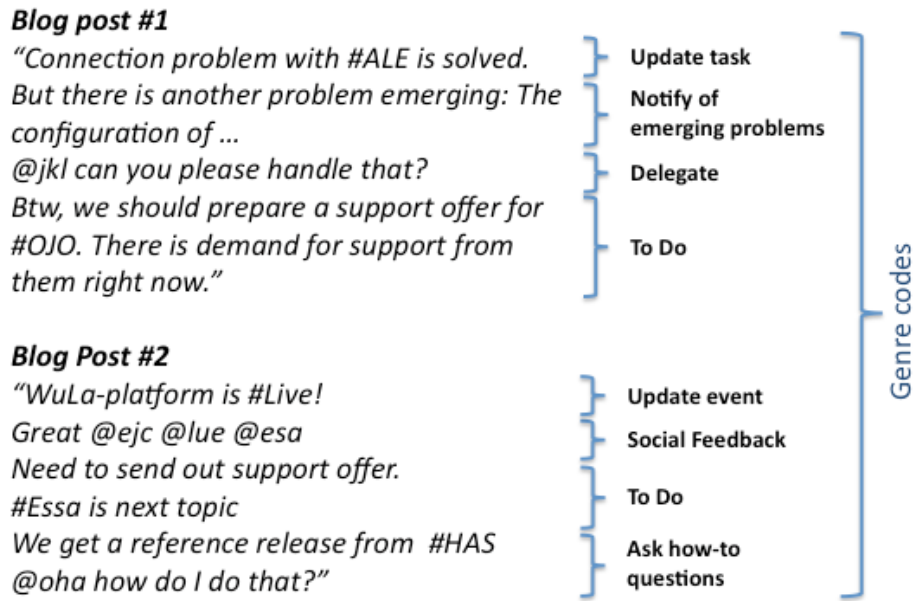 Blog post #1
“Connection problem with #ALE is solved.
But there is another problem emerging: The
configuration of …
@jkl can you please handle that?
Btw, we should prepare a support offer for
#OJO. There is demand for support from
them right now.”
Update task
Notify of
emerging problems
Delegate
To Do
Blog Post #2
“WuLa-platform is #Live!
Great @ejc @lue @esa
Need to send out support offer.
#Essa is next topic
We get a reference release from #HAS
@oha how do I do that?”
Update event
Social Feedback
To Do
Ask how-to
questions
Genre codes